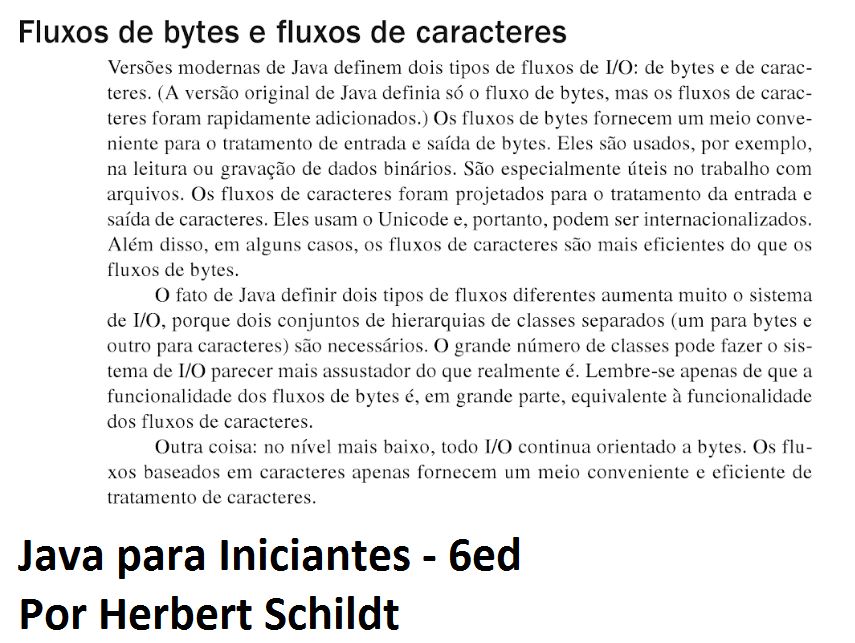 Fluxos de bytes e fluxos de caracteres
Versões modernas de Java definem dois tipos de fluxos de I/O: de bytes e de carac-
teres. (A versão original de Java definia só o fluxo de bytes, mas os fluxos de carac-
teres foram rapidamente adicionados.) Os fluxos de bytes fornecem um meio conve-
niente para o tratamento de entrada e saída de bytes. Eles são usados, por exemplo,
na leitura ou gravação de dados binários. São especialmente úteis no trabalho com
arquivos. Os fluxos de caracteres foram projetados para o tratamento da entrada e
saída de caracteres. Eles usam o Unicode e, portanto, podem ser internacionalizados.
Além disso, em alguns casos, os fluxos de caracteres são mais eficientes do que os
fluxos de bytes.
O fato de Java definir dois tipos de fluxos diferentes aumenta muito o sistema
de I/O, porque dois conjuntos de hierarquias de classes separados (um para bytes e
outro para caracteres) são necessários. O grande número de classes pode fazer o sis-
tema de I/O parecer mais assustador do que realmente é. Lembre-se apenas de que a
funcionalidade dos fluxos de bytes é, em grande parte, equivalente à funcionalidade
dos fluxos de caracteres.
Outra coisa: no nível mais baixo, todo I/O continua orientado a bytes. Os flu-
xos baseados em caracteres apenas fornecem um meio conveniente e eficiente de
tratamento de caracteres.
Java para Iniciantes - 6ed
Por Herbert Schildt